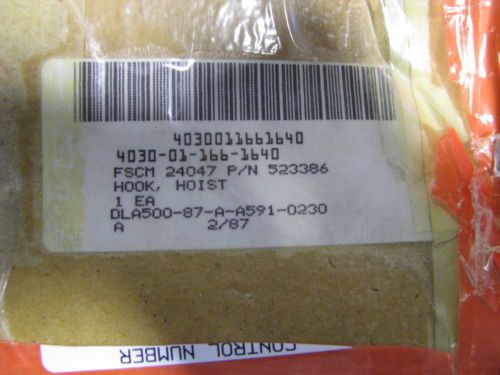 4030011661640
4030-01-166-1640
FSCM 24047 P/N 523386
HOOK, HOIST
1 EA
DLA500-87-A-A591-0230
A 2/87
CONTROL NUMBER